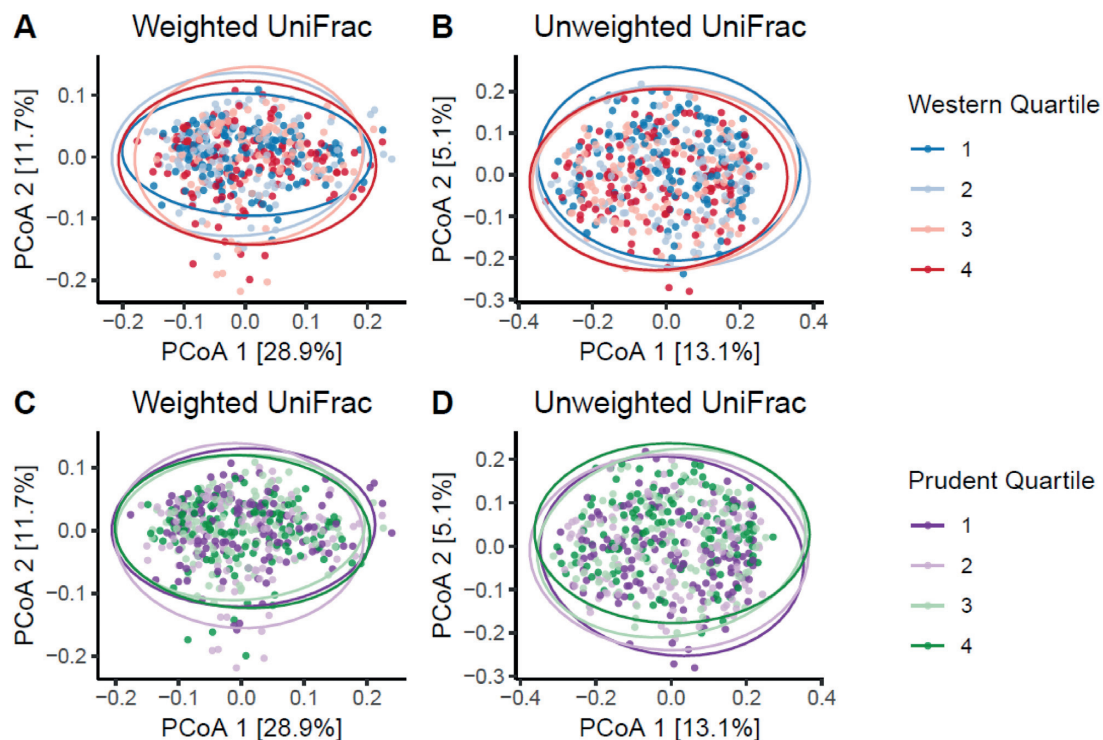 A
Weighted UniFrac
PCoA 2 [11.7%]
0.1
0.0
−0.1
−0.2
−0.2
−0.1
0.0
0.1
0.2
PCoA 1 [28.9%]
B
Unweighted UniFrac
PCoA 2 [5.1%]
0.2
0.1
0.0
−0.1
−0.2
−0.3
−0.4
−0.2
0.0
0.2
0.4
PCoA 1 [13.1%]
Western Quartile
1
2
3
4
C
Weighted UniFrac
PCoA 2 [11.7%]
0.1
0.0
−0.1
−0.2
−0.2
−0.1
0.0
0.1
0.2
PCoA 1 [28.9%]
D
Unweighted UniFrac
PCoA 2 [5.1%]
0.2
0.1
0.0
−0.1
−0.2
−0.3
−0.4
−0.2
0.0
0.2
0.4
PCoA 1 [13.1%]
Prudent Quartile
1
2
3
4